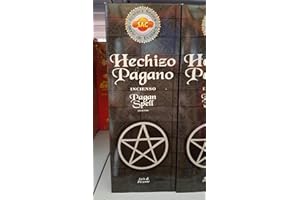 SAC
Hechizo
Pagano
INCIENSO
Pagan
Spell